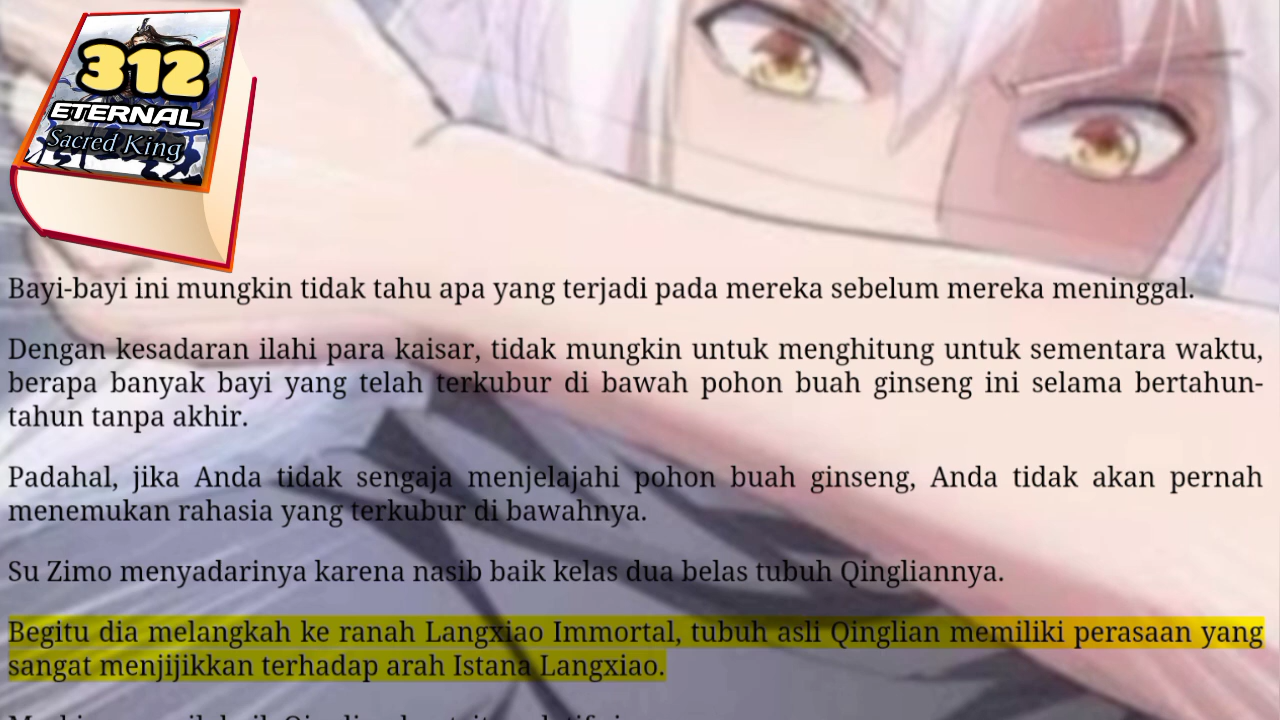 312
ETERNAL
Sacred King
Bayi-bayi ini mungkin tidak tahu apa yang terjadi pada mereka sebelum mereka meninggal.
Dengan kesadaran ilahi para kaisar, tidak mungkin untuk menghitung untuk sementara waktu,
berapa banyak bayi yang telah terkubur di bawah pohon buah ginseng ini selama bertahun-
tahun tanpa akhir.
Padahal, jika Anda tidak sengaja menjelajahi pohon buah ginseng, Anda tidak akan pernah
menemukan rahasia yang terkubur di bawahnya.
Su Zimo menyadarinya karena nasib baik kelas dua belas tubuh Qingliannya.
Begitu dia melangkah ke ranah Langxiao Immortal, tubuh asli Qinglian memiliki perasaan yang
sangat menjijikkan terhadap arah Istana Langxiao.